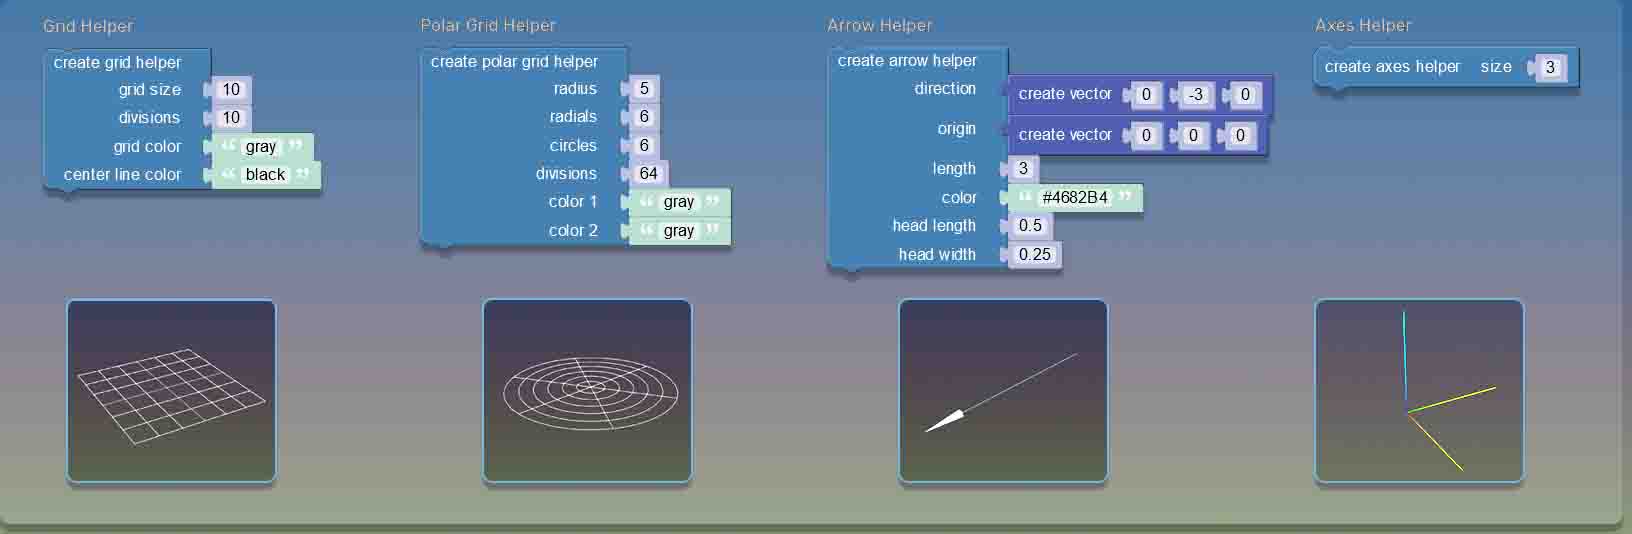 Grid Helper
create grid helper
grid size 10
divisions 10
grid color “ gray ”
center line color “ black ”
Polar Grid Helper
create polar grid helper
radius 5
radials 6
circles 6
divisions 64
color 1 “ gray ”
color 2 “ gray ”
Arrow Helper
create arrow helper
direction create vector 0 -3 0
origin create vector 0 0 0
length 3
color “ #4682B4 ”
head length 0.5
head width 0.25
Axes Helper
create axes helper size 3